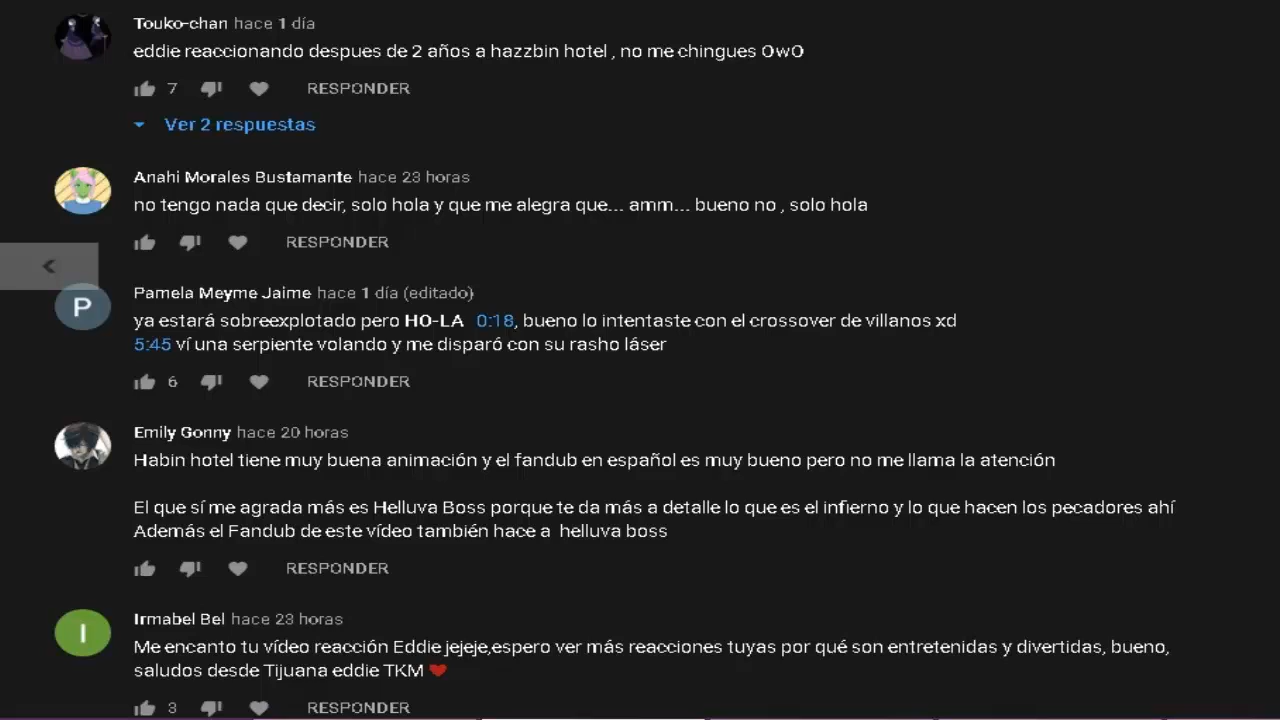 Touko-chan hace 1 día
eddie reaccionando despues de 2 años a hazzbin hotel , no me chingues OwO
7 RESPONDER
Ver 2 respuestas
Anahi Morales Bustamante hace 23 horas
no tengo nada que decir, solo hola y que me alegra que... amm... bueno no , solo hola
RESPONDER
Pamela Meyme Jaime hace 1 día (editado)
P
ya estará sobreexplotado pero HO-LA 0:18, bueno lo intentaste con el crossover de villanos xd
5:45 ví una serpiente volando y me disparó con su rasho láser
6 RESPONDER
Emily Gonny hace 20 horas
Habin hotel tiene muy buena animación y el fandub en español es muy bueno pero no me llama la atención
El que sí me agrada más es Helluva Boss porque te da más a detalle lo que es el infierno y lo que hacen los pecadores ahí
Además el Fandub de este vídeo también hace a helluva boss
RESPONDER
Irmabel Bel hace 23 horas
I
Me encanto tu vídeo reacción Eddie jejeje,espero ver más reacciones tuyas por qué son entretenidas y divertidas, bueno,
saludos desde Tijuana eddie TKM ❤
3 RESPONDER